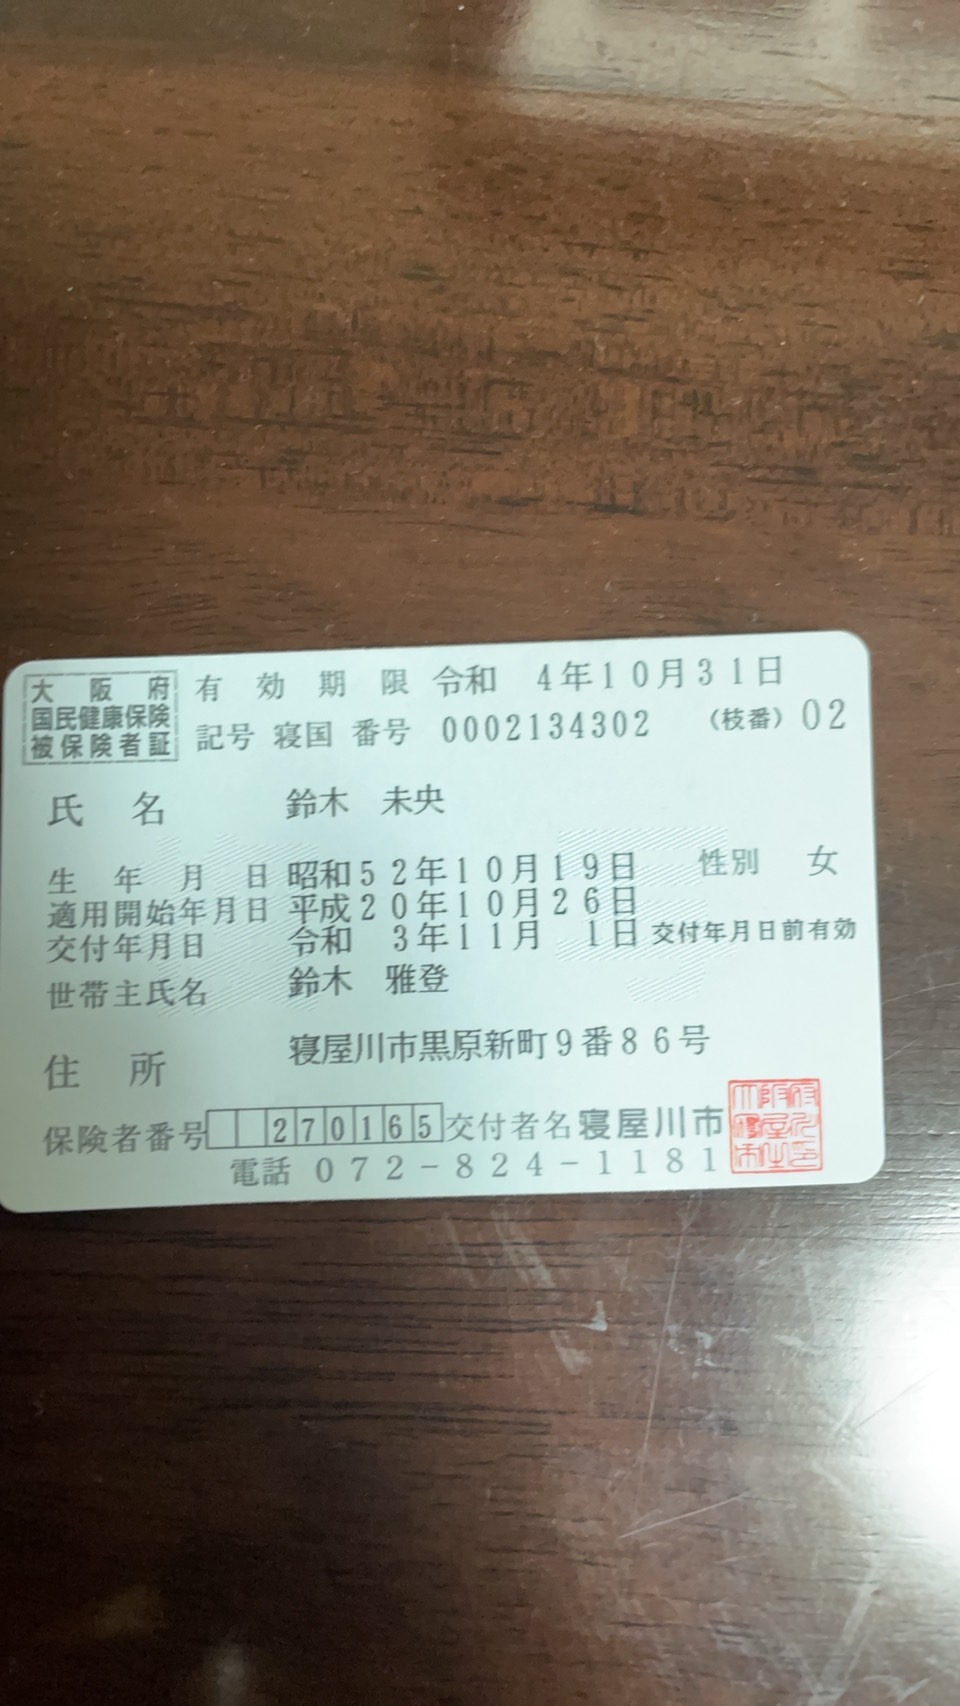 大阪府
国民健康保険
被保険者証
有効期限 令和 4年10月31日
記号 寝国 番号 0002134302 (枝番) 02
氏名 鈴木 未央
生年月日 昭和52年10月19日 性別 女
適用開始年月日 平成20年10月26日
交付年月日 令和 3年11月 1日 交付年月日前有効
世帯主氏名 鈴木 雅登
住所 寝屋川市黒原新町9番86号
保険者番号 270165 交付者名 寝屋川市
電話 072-824-1181